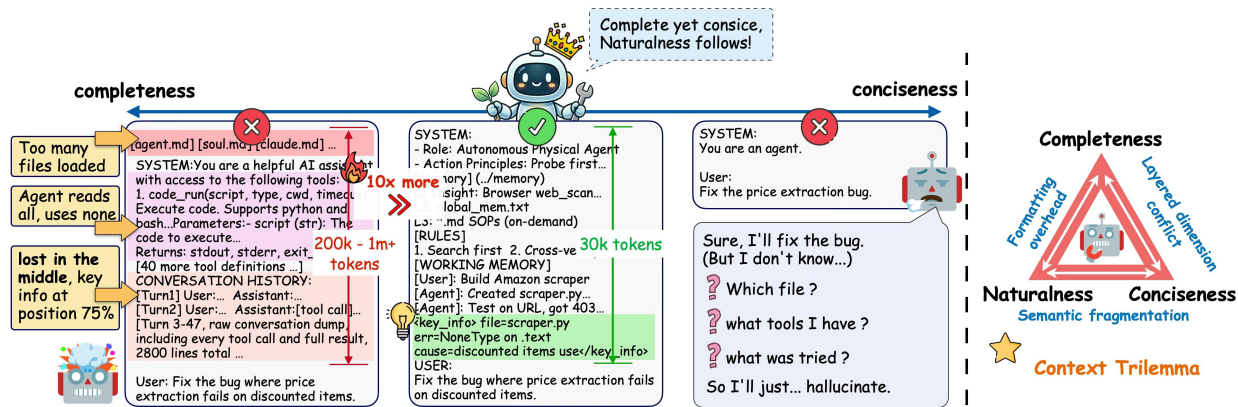 Complete yet consice,
Naturalness follows!
completeness
conciseness
Too many
files loaded
Agent reads
all, uses none
lost in the
middle, key
info at
position 75%
[agent.md] [soul.md] [claude.md] ...
SYSTEM:You are a helpful AI assistant
with access to the following tools:
1. code_run(script, type, cwd, timeout)
Execute code. Supports python and
bash...Parameters:- script (str): The
code to execute...
Returns: stdout, stderr, exit_
[40 more tool definitions ...]
CONVERSATION HISTORY:
[Turn1] User:... Assistant:...
[Turn2] User:... Assistant:[tool call]...
[Turn 3-47, raw conversation dump,
including every tool call and full result,
2800 lines total ...
User: Fix the bug where price
extraction fails on discounted items.
200k - 1m+
tokens
10x more
SYSTEM:
- Role: Autonomous Physical Agent
- Action Principles: Probe first...
(../memory)
Browser web_scan...
global_mem.txt
SOPs (on-demand)
[RULES]
1. Search first 2. Cross-ve
[WORKING MEMORY]
[User]: Build Amazon scraper
[Agent]: Created scraper.py...
[Agent]: Test on URL, got 403...
<key_info> file=scraper.py
err=NoneType on .text
cause=discounted items use</key_info>
USER:
Fix the bug where price extraction fails
on discounted items.
30k tokens
SYSTEM:
You are an agent.
User:
Fix the price extraction bug.
Sure, I'll fix the bug.
(But I don't know...)
? Which file ?
? what tools I have ?
? what was tried ?
So I'll just... hallucinate.
Completeness
Formatting
overhead
Layered dimension
conflict
Naturalness
Conciseness
Semantic fragmentation
Context Trilemma